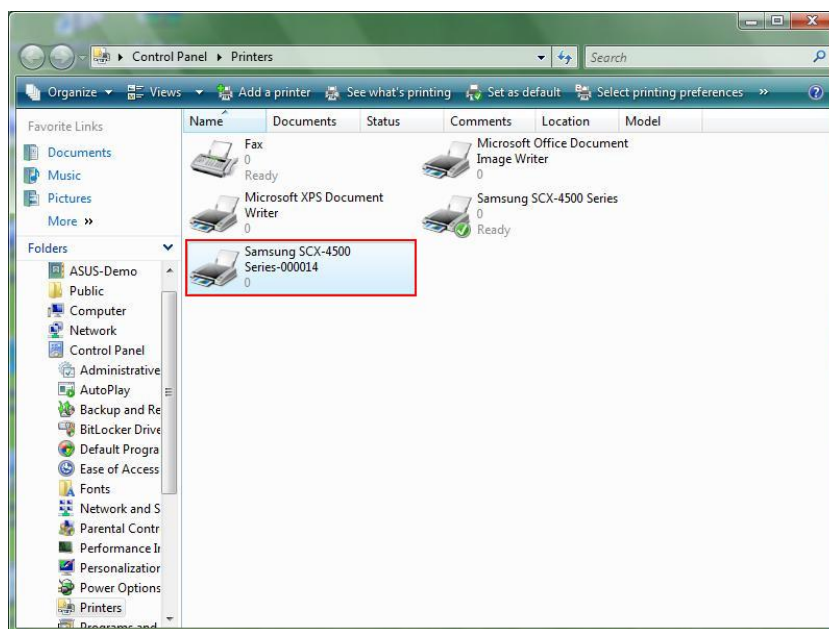 Control Panel Printers
Search
Organize Views Add a printer See what's printing Set as default Select printing preferences »
Favorite Links
Documents
Music
Pictures
More »
Folders
ASUS-Demo
Public
Computer
Network
Control Panel
Administrative
AutoPlay
Backup and Re
BitLocker Drive
Default Progra
Ease of Access
Fonts
Network and S
Parental Contr
Performance Ir
Personalization
Power Options
Printers
Programs and
Name Documents Status Comments Location Model
Fax
0
Ready
Microsoft Office Document
Image Writer
0
Microsoft XPS Document
Writer
0
Samsung SCX-4500 Series
0
Ready
Samsung SCX-4500
Series-000014
0